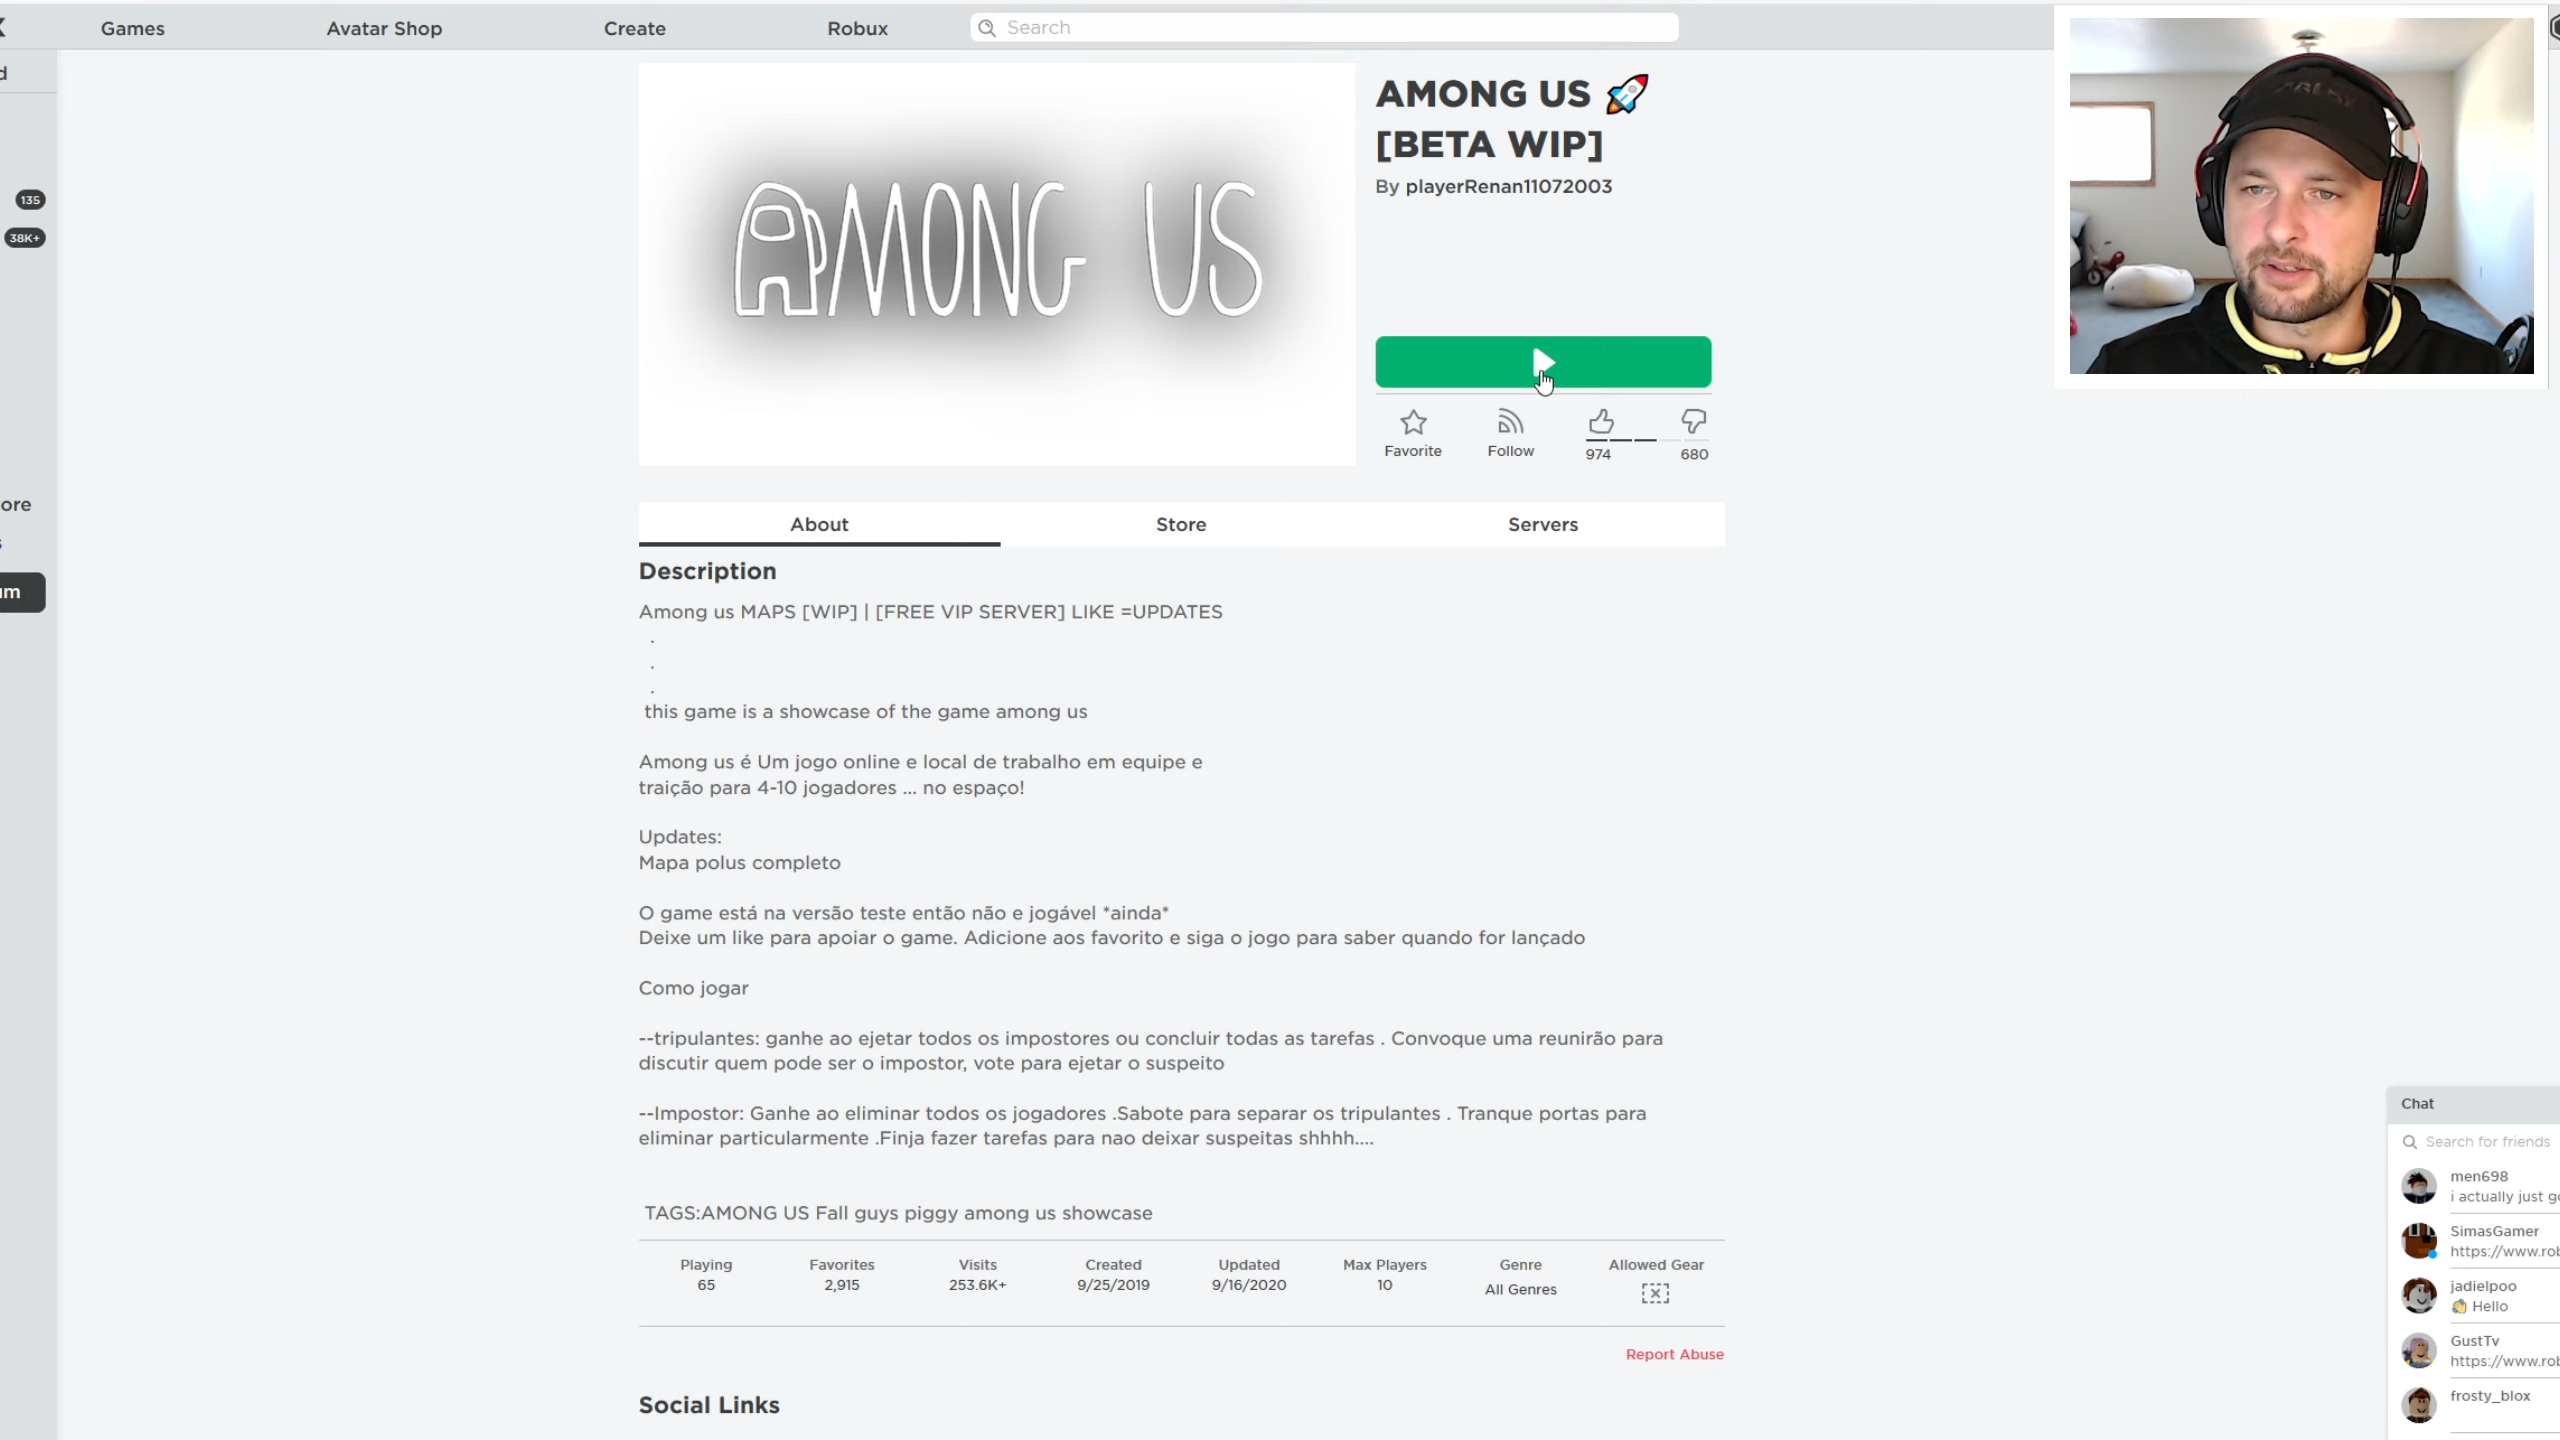 Games
Avatar Shop
Create
Robux
Search
135
38K+
AMONG US
AMONG US 🚀
[BETA WIP]
By playerRenan11072003
Favorite
Follow
974
680
About
Store
Servers
Description
Among us MAPS [WIP] | [FREE VIP SERVER] LIKE =UPDATES
.
.
.
this game is a showcase of the game among us
Among us é Um jogo online e local de trabalho em equipe e
traição para 4-10 jogadores ... no espaço!
Updates:
Mapa polus completo
O game está na versão teste então não e jogável *ainda*
Deixe um like para apoiar o game. Adicione aos favorito e siga o jogo para saber quando for lançado
Como jogar
--tripulantes: ganhe ao ejetar todos os impostores ou concluir todas as tarefas . Convoque uma reunirão para
discutir quem pode ser o impostor, vote para ejetar o suspeito
--Impostor: Ganhe ao eliminar todos os jogadores .Sabote para separar os tripulantes . Tranque portas para
eliminar particularmente .Finja fazer tarefas para nao deixar suspeitas shhhh....
TAGS:AMONG US Fall guys piggy among us showcase
Playing Favorites Visits Created Updated Max Players Genre Allowed Gear
65 2,915 253.6K+ 9/25/2019 9/16/2020 10 All Genres
Report Abuse
Social Links
Chat
Search for friends
men698
i actually just
SimasGamer
https://www.rob
jadielpoo
👋 Hello
GustTv
https://www.rob
frosty_blox